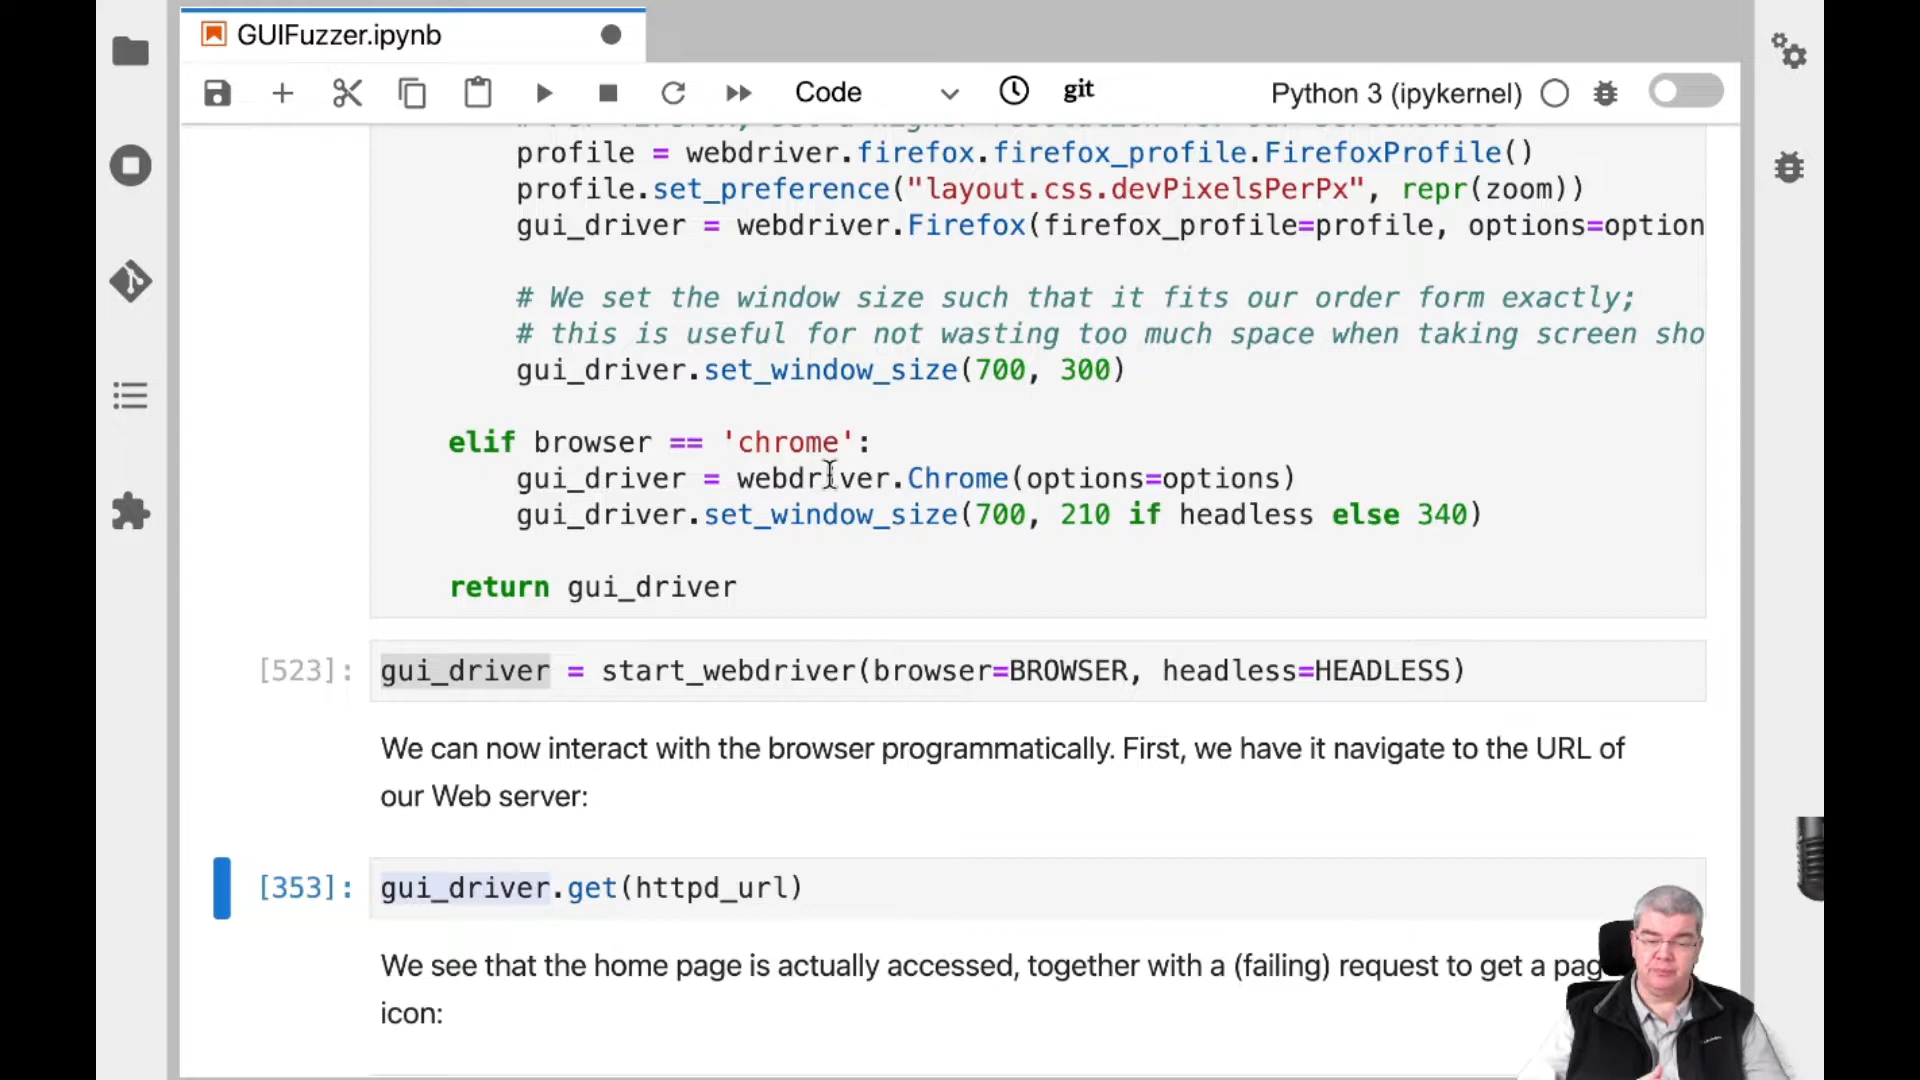 GUIFuzzer.ipynb
Code
git
Python 3 (ipykernel)
profile = webdriver.firefox.firefox_profile.FirefoxProfile()
profile.set_preference("layout.css.devPixelsPerPx", repr(zoom))
gui_driver = webdriver.Firefox(firefox_profile=profile, options=option
# We set the window size such that it fits our order form exactly;
# this is useful for not wasting too much space when taking screen sho
gui_driver.set_window_size(700, 300)
elif browser == 'chrome':
gui_driver = webdriver.Chrome(options=options)
gui_driver.set_window_size(700, 210 if headless else 340)
return gui_driver
[523]: gui_driver = start_webdriver(browser=BROWSER, headless=HEADLESS)
We can now interact with the browser programmatically. First, we have it navigate to the URL of
our Web server:
[353]: gui_driver.get(httpd_url)
We see that the home page is actually accessed, together with a (failing) request to get a pag
icon: